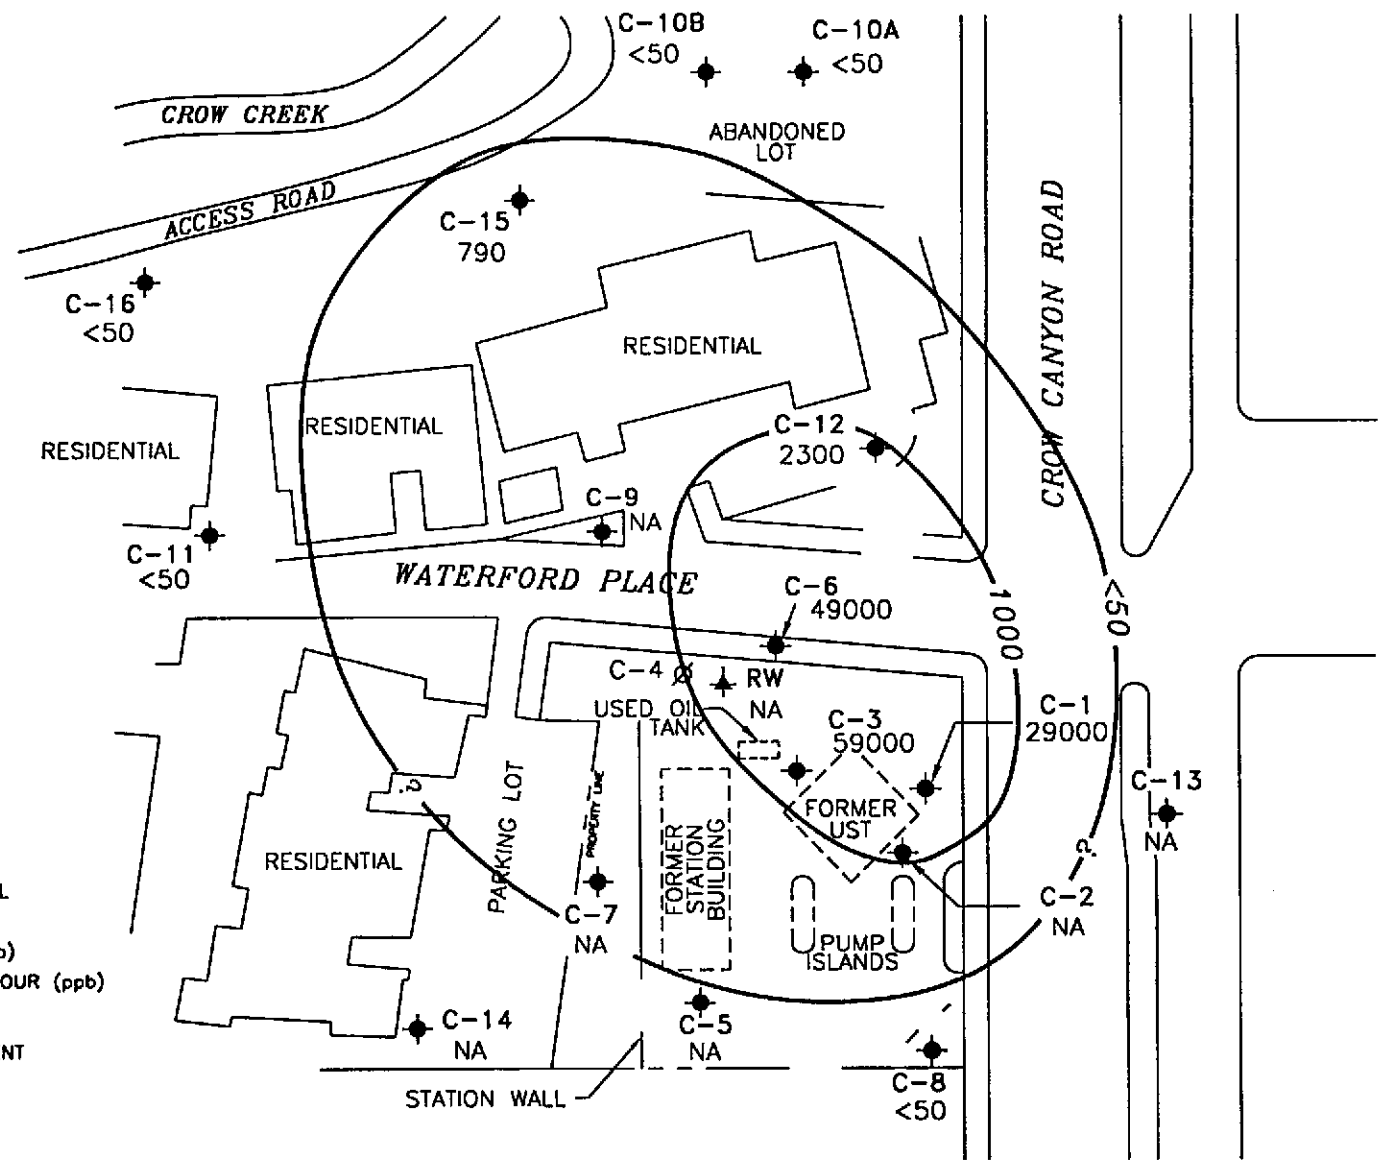 C-10B
<50
C-10A
<50
CROW CREEK
ABANDONED
LOT
ACCESS ROAD
C-15
790
CROW CANYON ROAD
C-16
<50
RESIDENTIAL
RESIDENTIAL
RESIDENTIAL
C-12
2300
C-9
NA
C-11
<50
WATERFORD PLACE
C-6
49000
1000
<50
C-4
RW
NA
USED OIL
TANK
C-3
59000
C-1
29000
C-13
NA
?
PARKING LOT
PROPERTY LINE
FORMER
STATION
BUILDING
FORMER
UST
RESIDENTIAL
?
C-2
NA
C-7
NA
PUMP
ISLANDS
OUR (ppb)
C-14
NA
C-5
NA
NT
C-8
<50
STATION WALL